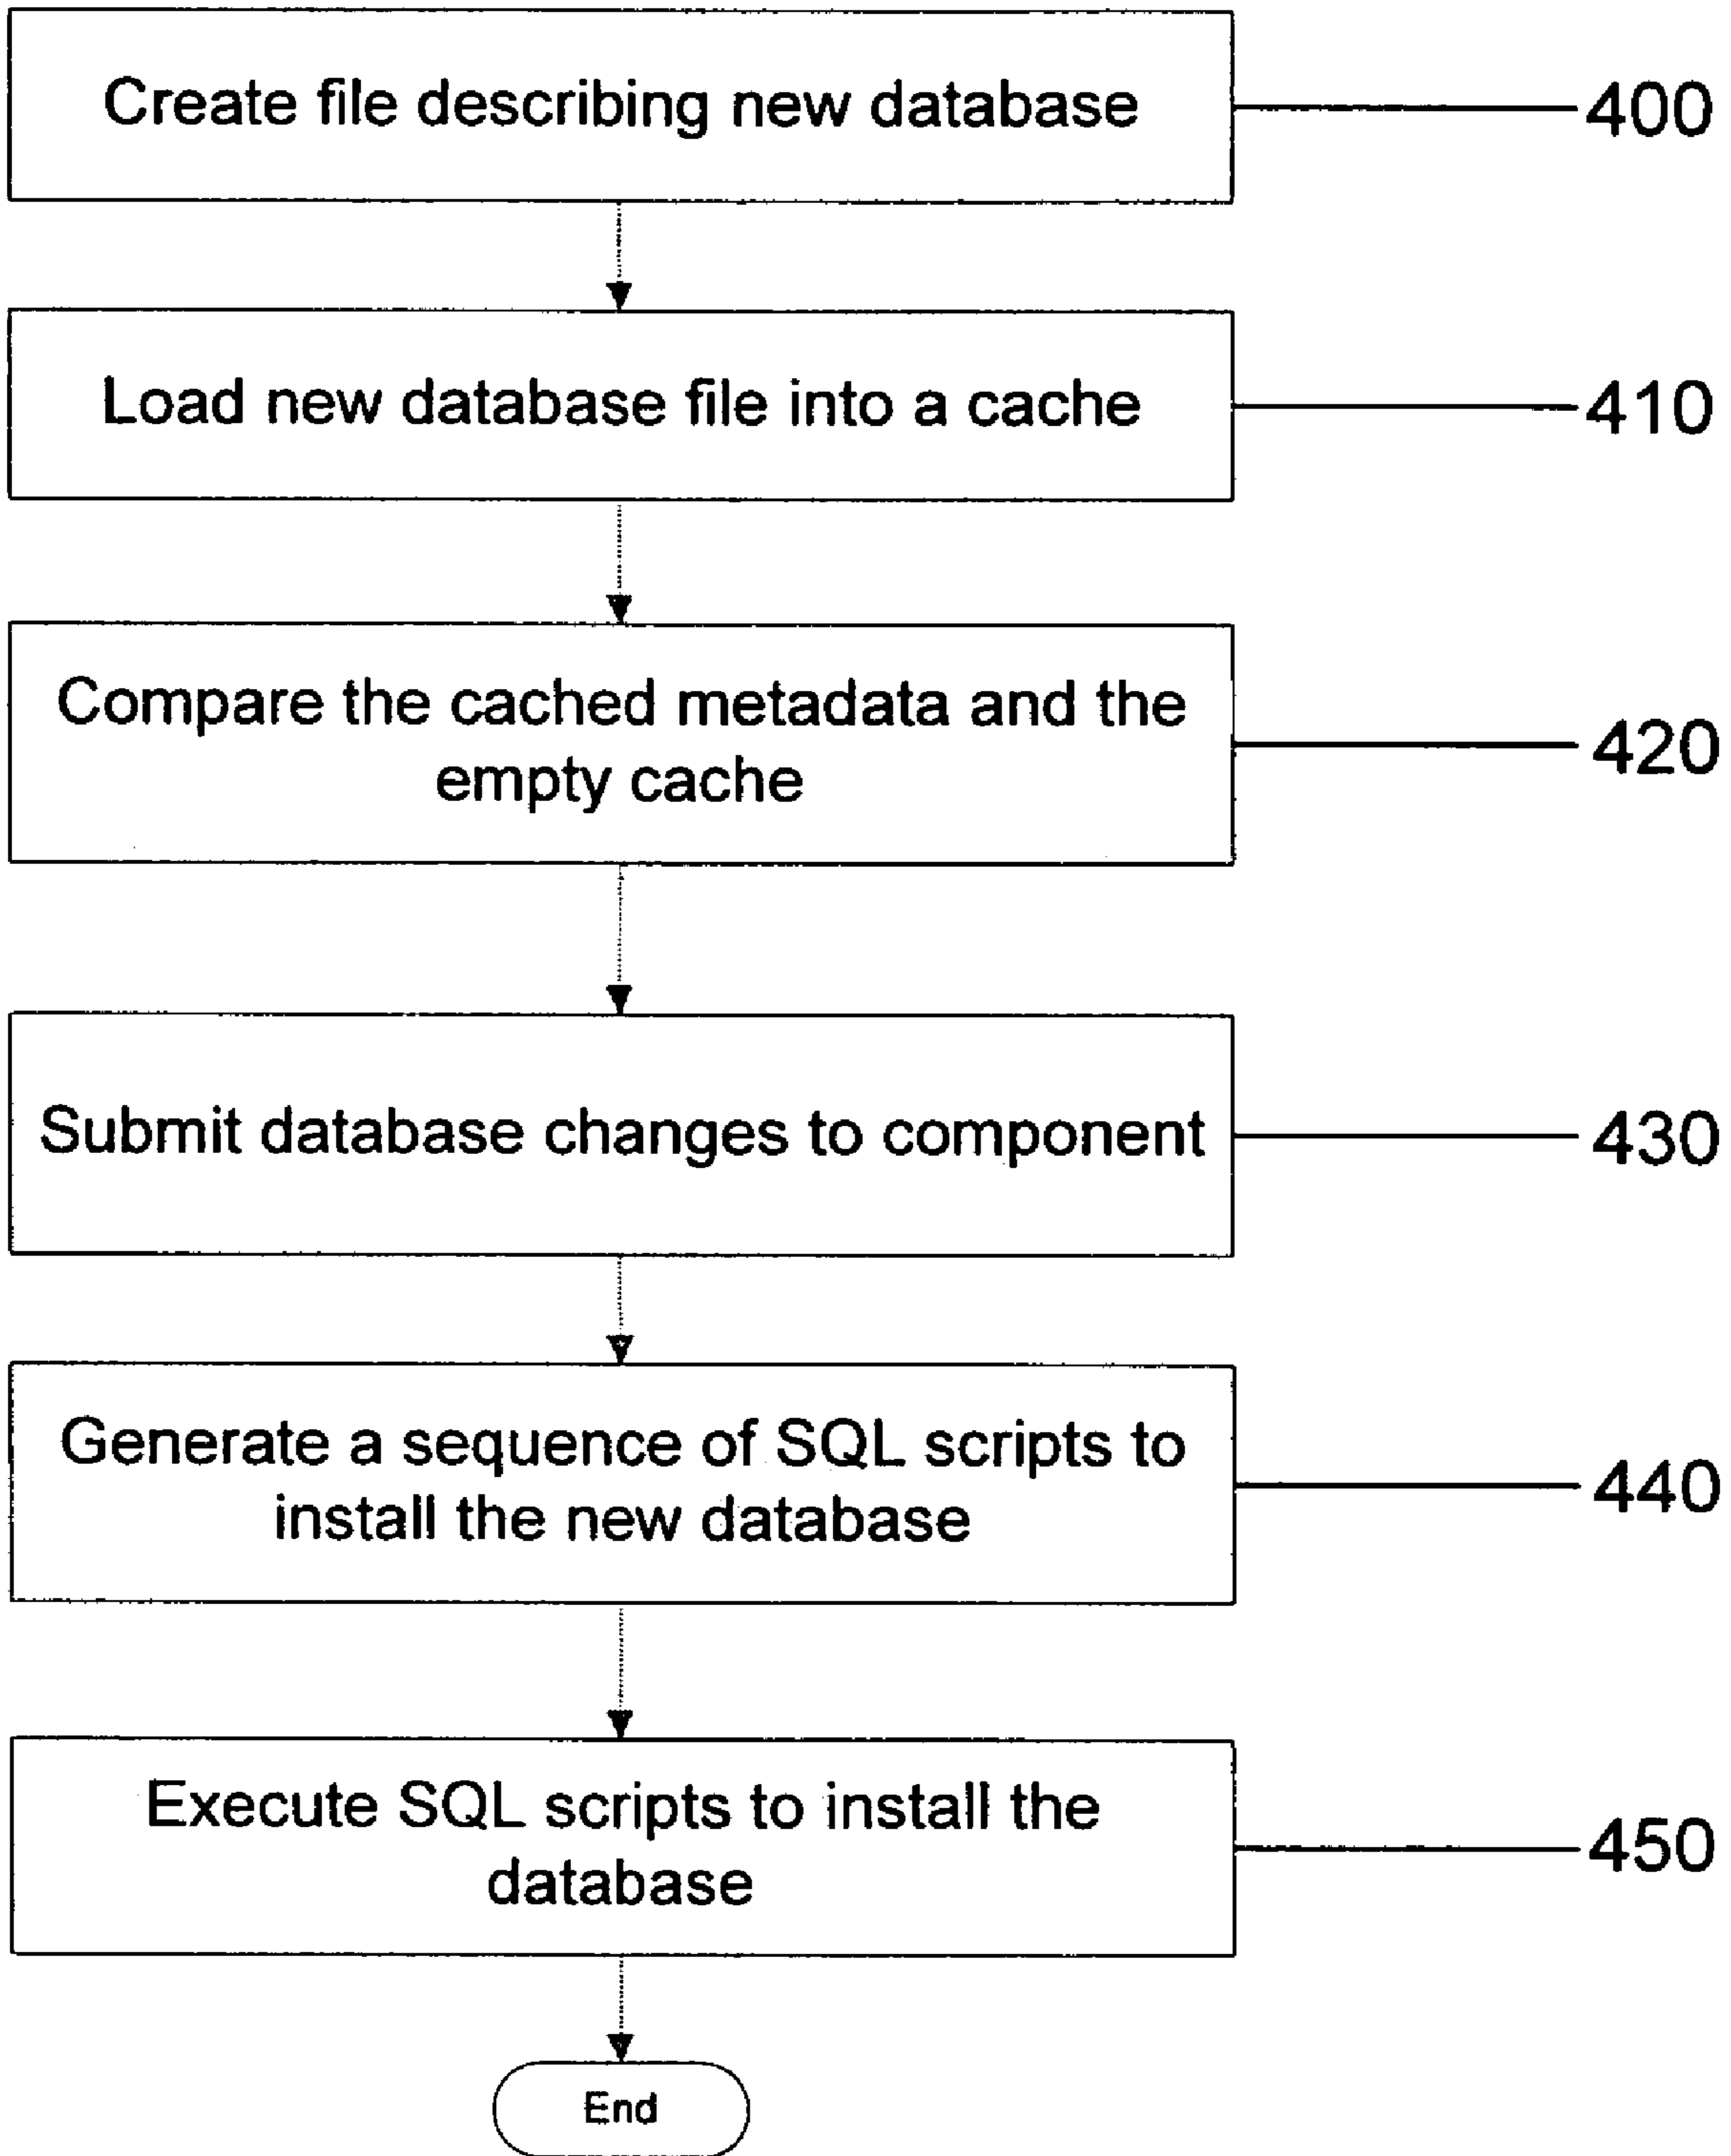 Create file describing new database
400
Load new database file into a cache
410
Compare the cached metadata and the
empty cache
420
Submit database changes to component
430
Generate a sequence of SQL scripts to
install the new database
440
Execute SQL scripts to install the
database
450
End